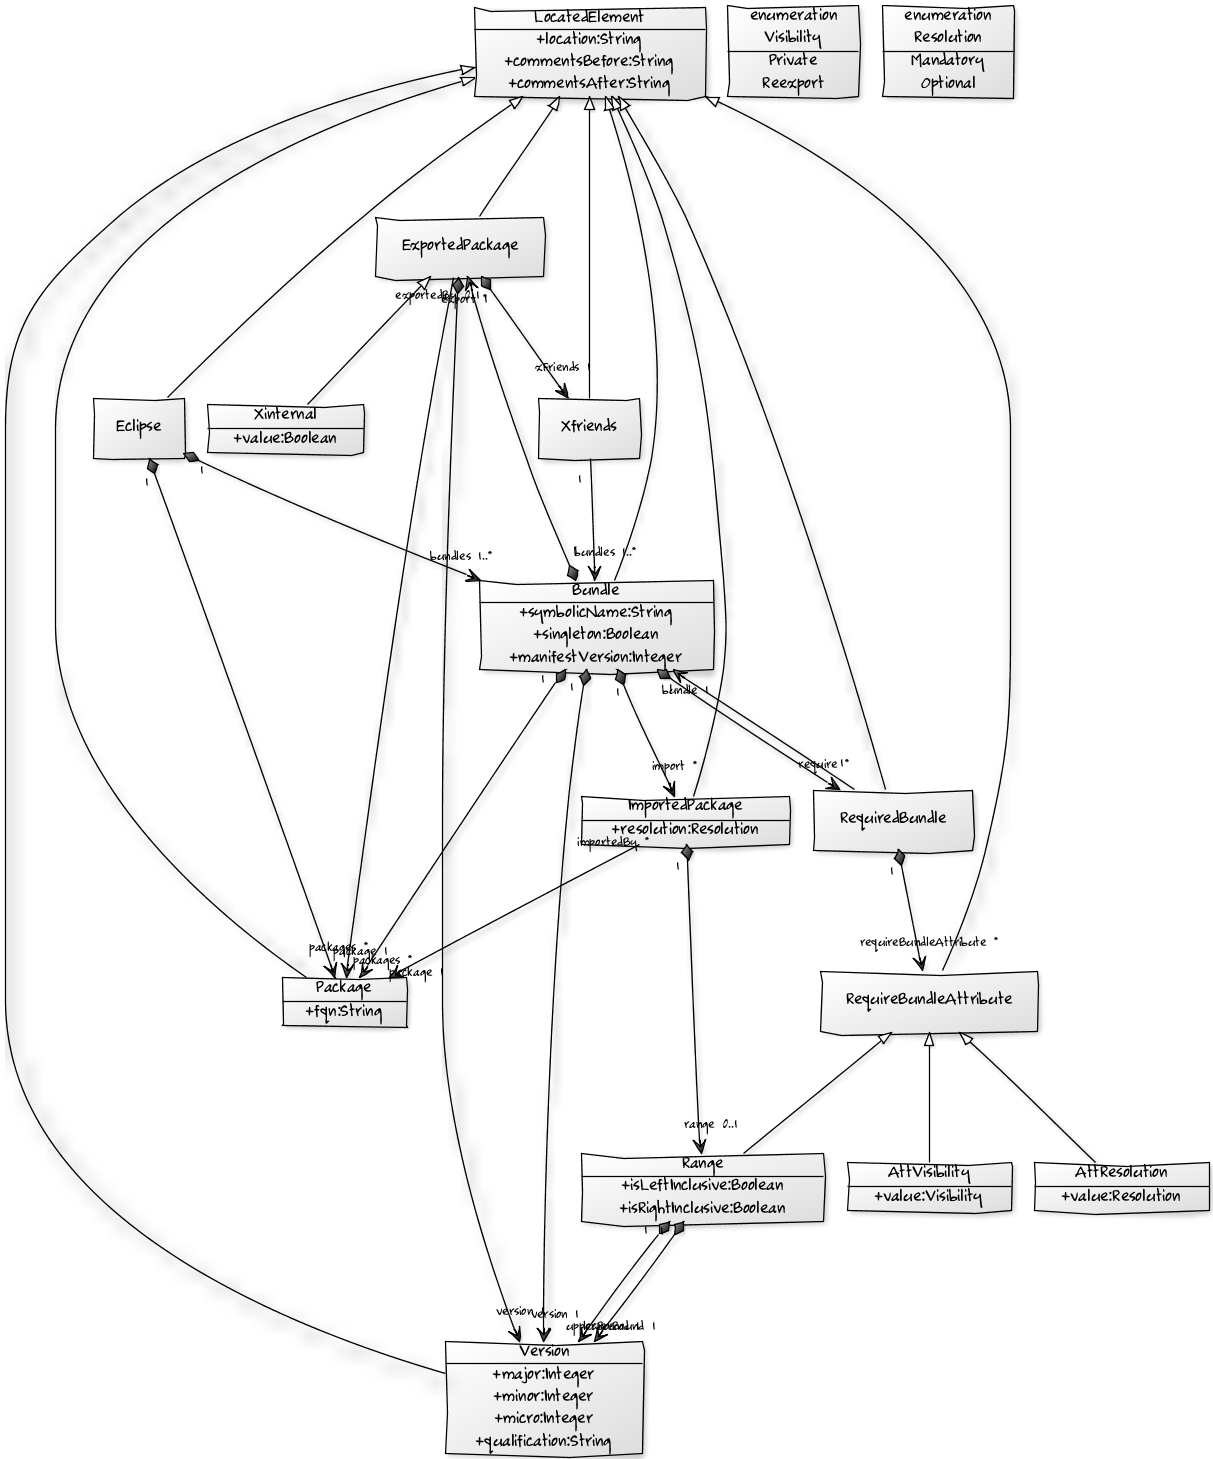 LocatedElement
+location:String
+commentsBefore:String
+commentsAfter:String
enumeration
Visibility
Private
Reexport
enumeration
Resolution
Mandatory
Optional
ExportedPackage
exportedBy 0..1
export *
1
xFriends 1
Eclipse
Xinternal
+value:Boolean
Xfriends
1
1
1
bundles 1..*
bundles 1..*
Bundle
+symbolicName:String
+singleton:Boolean
+manifestVersion:Integer
1
1
1
bundle 1
import *
require *
1
ImportedPackage
+resolution:Resolution
importedBy *
1
RequiredBundle
1
requireBundleAttribute *
packages *
package 1
packages *
package 1
Package
+fqn:String
RequireBundleAttribute
range 0..1
Range
+isLeftInclusive:Boolean
+isRightInclusive:Boolean
1
AttVisibility
+value:Visibility
AttResolution
+value:Resolution
version
version 1
Version
+major:Integer
+minor:Integer
+micro:Integer
+qualification:String